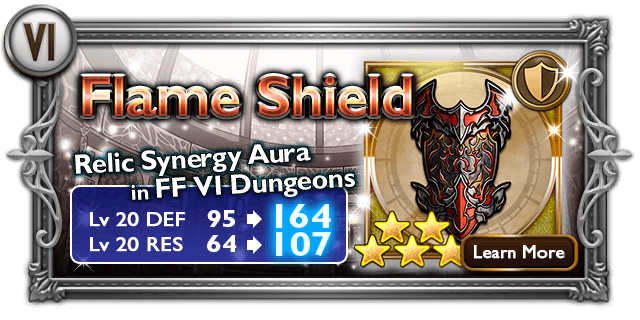 VI
Flame Shield
Relic Synergy Aura
in FF VI Dungeons
Lv 20 DEF 95 → 164
Lv 20 RES 64 → 107
Learn More